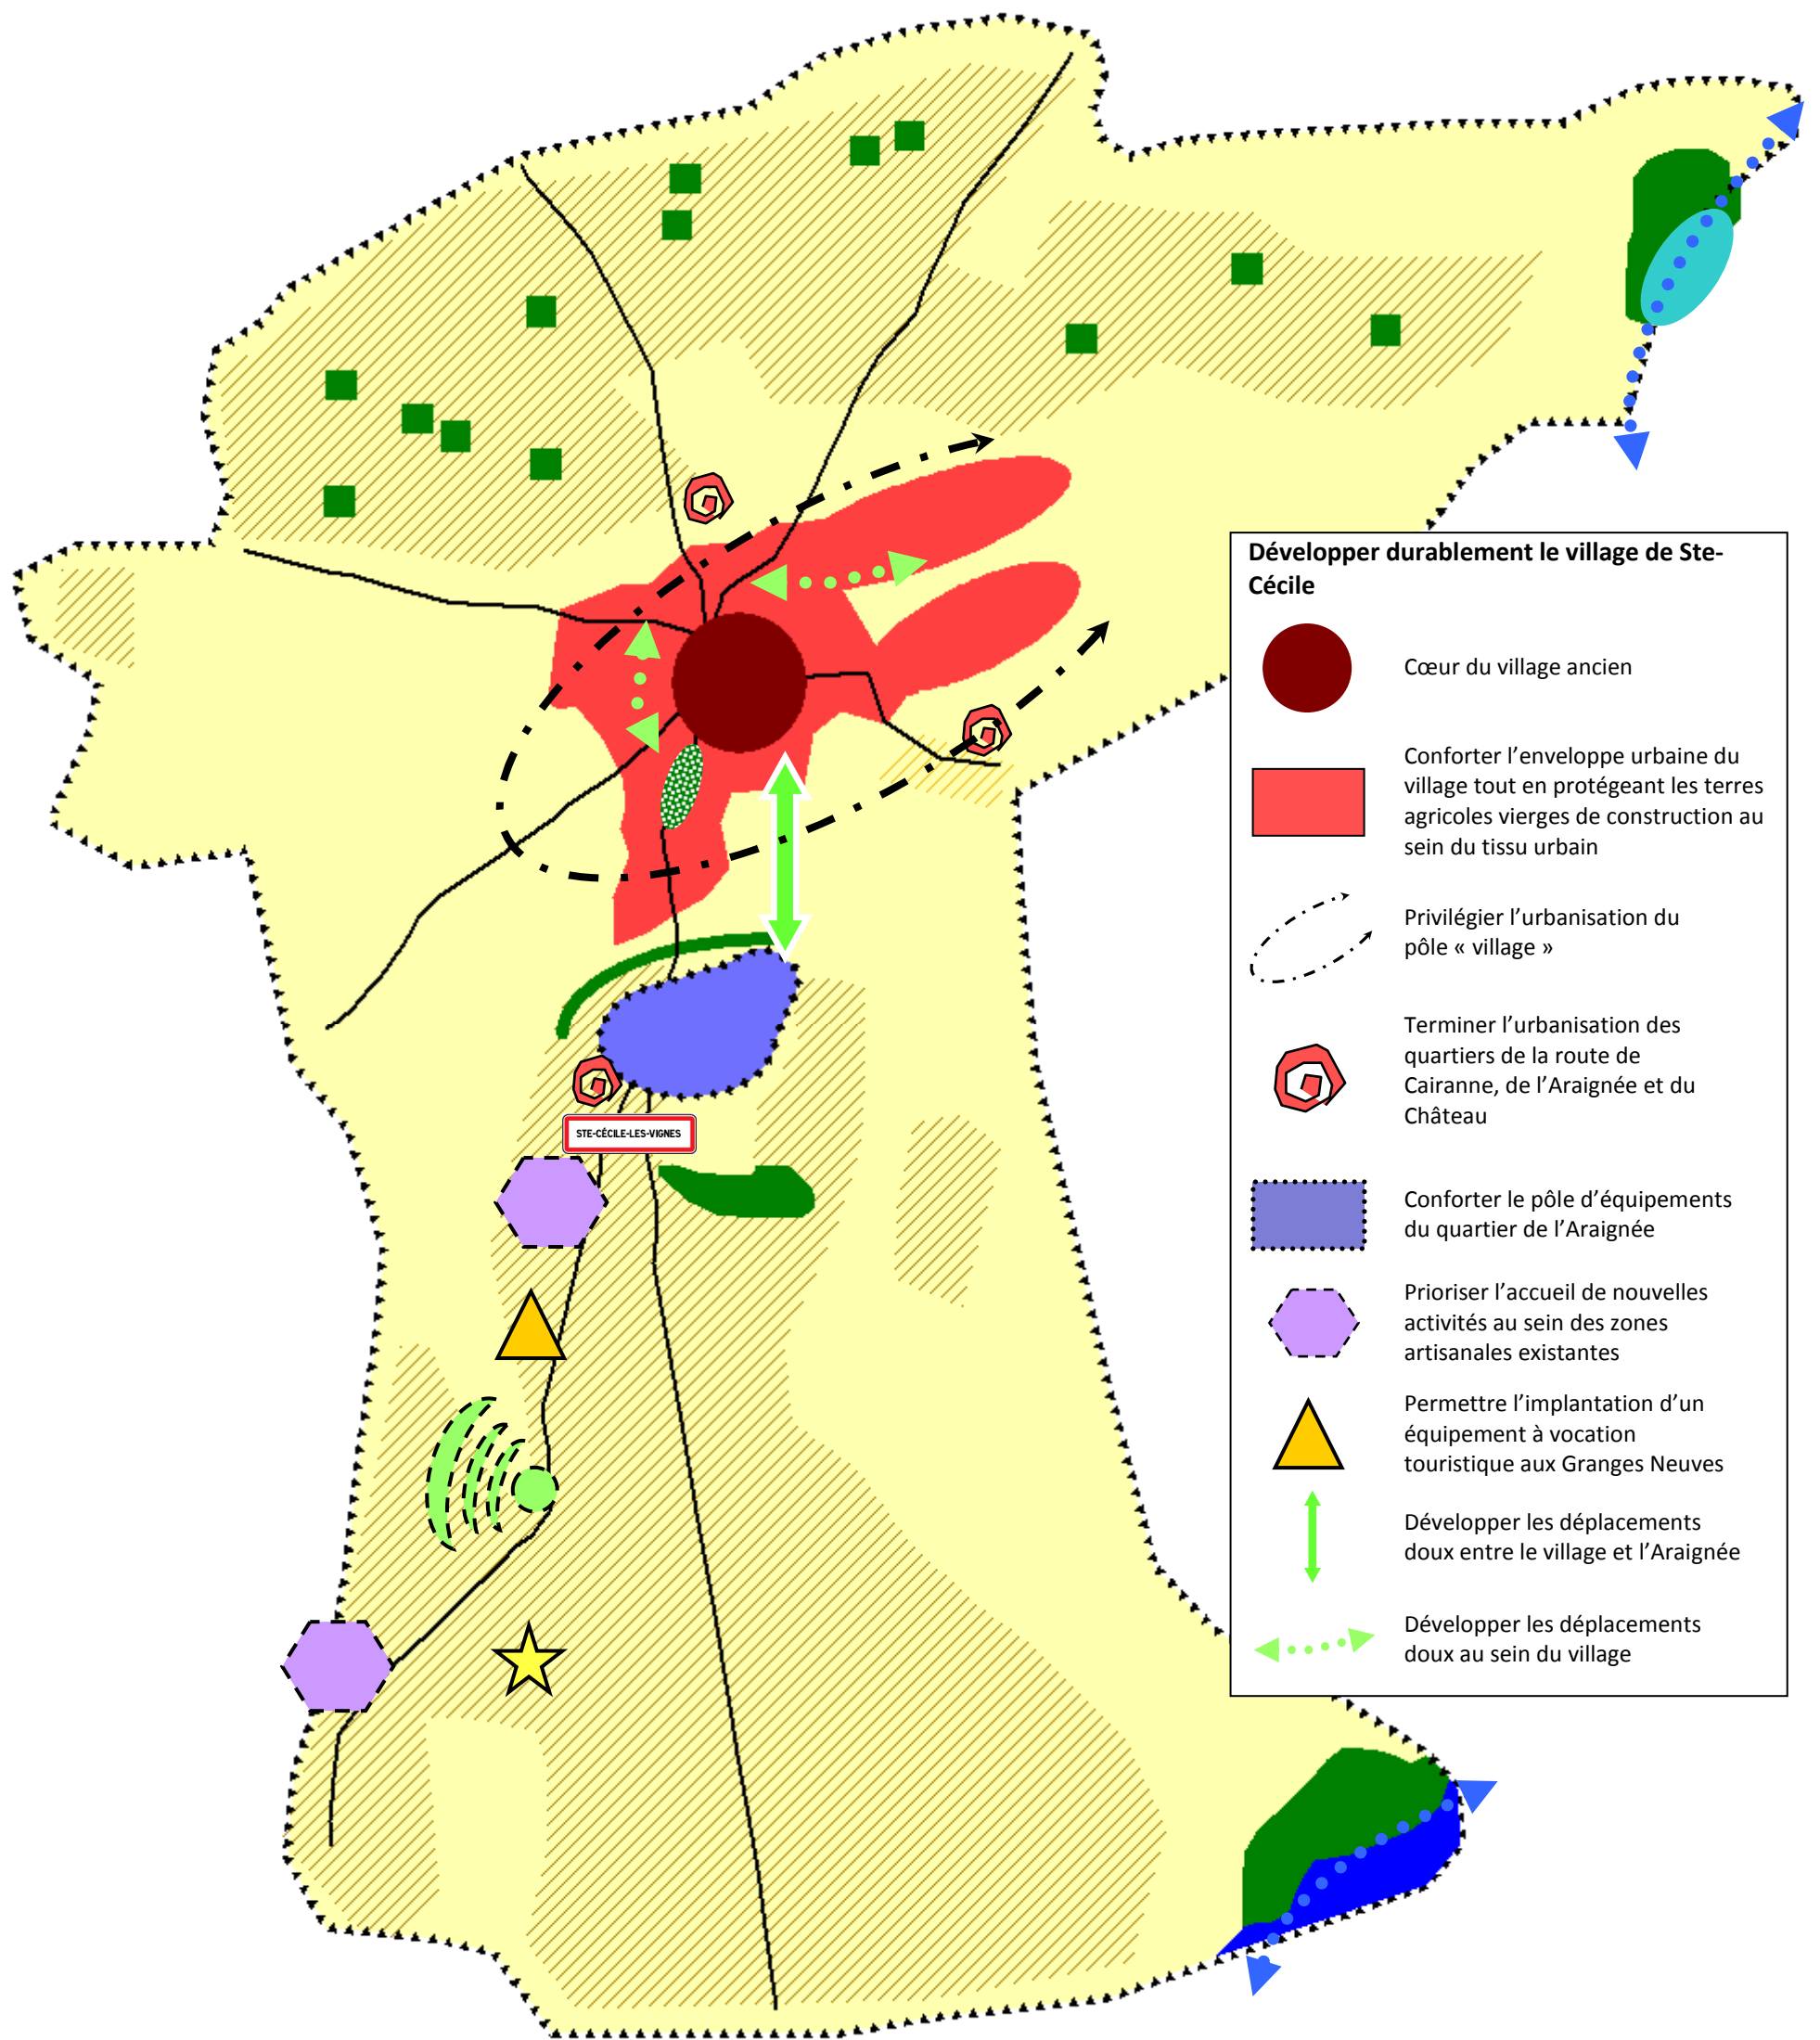 Développer durablement le village de Ste-
Cécile
Cœur du village ancien
Conforter l'enveloppe urbaine du
village tout en protégeant les terres
agricoles vierges de construction au
sein du tissu urbain
Privilégier l'urbanisation du
pôle « village »
Terminer l'urbanisation des
quartiers de la route de
Cairanne, de l'Araignée et du
Château
Conforter le pôle d'équipements
du quartier de l'Araignée
Prioriser l'accueil de nouvelles
activités au sein des zones
artisanales existantes
Permettre l'implantation d'un
équipement à vocation
touristique aux Granges Neuves
Développer les déplacements
doux entre le village et l'Araignée
Développer les déplacements
doux au sein du village
STE-CÉCILE-LES-VIGNES